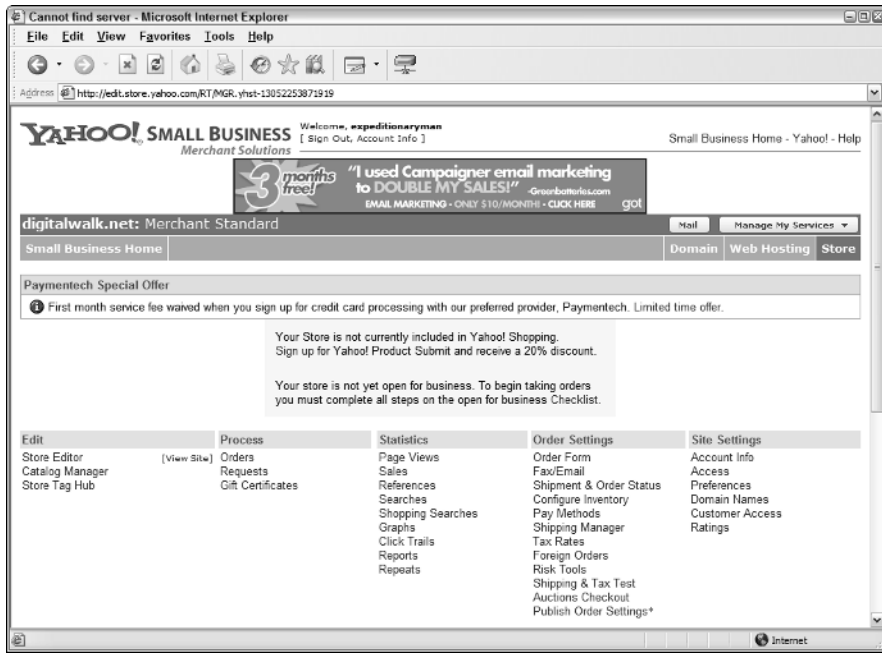 Cannot find server - Microsoft Internet Explorer
File Edit View Favorites Tools Help
Address http://edit.store.yahoo.com/RT/MGR.yhst-13052253871919
YAHOO! SMALL BUSINESS
Merchant Solutions
Welcome, expeditionaryman
[ Sign Out, Account Info ]
Small Business Home - Yahoo! - Help
3 months free!
"I used Campaigner email marketing
to DOUBLE MY SALES!" -Greenbatteries.com
EMAIL MARKETING - ONLY $10/MONTH! - CLICK HERE
got
digitalwalk.net: Merchant Standard
Mail
Manage My Services
Small Business Home
Domain Web Hosting Store
Paymentech Special Offer
First month service fee waived when you sign up for credit card processing with our preferred provider, Paymentech. Limited time offer.
Your Store is not currently included in Yahoo! Shopping.
Sign up for Yahoo! Product Submit and receive a 20% discount.
Your store is not yet open for business. To begin taking orders
you must complete all steps on the open for business Checklist.
Edit
Store Editor [View Site]
Catalog Manager
Store Tag Hub
Process
Orders
Requests
Gift Certificates
Statistics
Page Views
Sales
References
Searches
Shopping Searches
Graphs
Click Trails
Reports
Repeats
Order Settings
Order Form
Fax/Email
Shipment & Order Status
Configure Inventory
Pay Methods
Shipping Manager
Tax Rates
Foreign Orders
Risk Tools
Shipping & Tax Test
Auctions Checkout
Publish Order Settings*
Site Settings
Account Info
Access
Preferences
Domain Names
Customer Access
Ratings
Internet